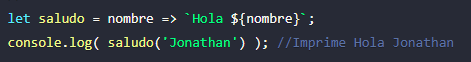 let saludo = nombre => `Hola ${nombre}`;
console.log( saludo('Jonathan') ); //Imprime Hola Jonathan